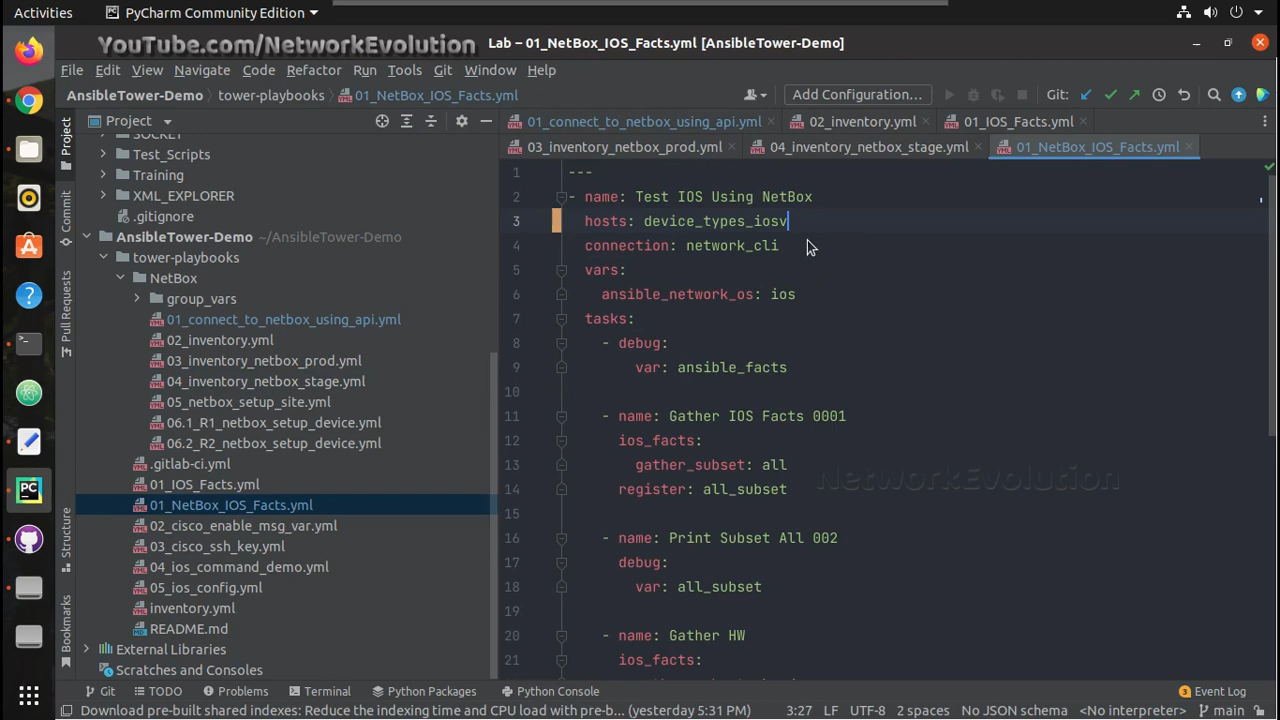 Activities
PyCharm Community Edition
YouTube.com/NetworkEvolution
Lab – 01_NetBox_IOS_Facts.yml [AnsibleTower-Demo]
File Edit View Navigate Code Refactor Run Tools Git Window Help
AnsibleTower-Demo tower-playbooks 01_NetBox_IOS_Facts.yml
Add Configuration...
Git:
Project
01_connect_to_netbox_using_api.yml
02_inventory.yml
01_IOS_Facts.yml
03_inventory_netbox_prod.yml
04_inventory_netbox_stage.yml
01_NetBox_IOS_Facts.yml
Project
Commit
Pull Requests
Structure
Bookmarks
SOCKET
Test_Scripts
Training
XML_EXPLORER
.gitignore
AnsibleTower-Demo ~/AnsibleTower-Demo
tower-playbooks
NetBox
group_vars
01_connect_to_netbox_using_api.yml
02_inventory.yml
03_inventory_netbox_prod.yml
04_inventory_netbox_stage.yml
05_netbox_setup_site.yml
06.1_R1_netbox_setup_device.yml
06.2_R2_netbox_setup_device.yml
.gitlab-ci.yml
01_IOS_Facts.yml
01_NetBox_IOS_Facts.yml
02_cisco_enable_msg_var.yml
03_cisco_ssh_key.yml
04_ios_command_demo.yml
05_ios_config.yml
inventory.yml
README.md
External Libraries
Scratches and Consoles
1 ---
2 - name: Test IOS Using NetBox
3 hosts: device_types_iosv
4 connection: network_cli
5 vars:
6 ansible_network_os: ios
7 tasks:
8 - debug:
9 var: ansible_facts
10
11 - name: Gather IOS Facts 0001
12 ios_facts:
13 gather_subset: all
14 register: all_subset
15
16 - name: Print Subset All 002
17 debug:
18 var: all_subset
19
20 - name: Gather HW
21 ios_facts:
NetworkEvolution
Git TODO Problems Terminal Python Packages Python Console
3 Event Log
Download pre-built shared indexes: Reduce the indexing time and CPU load with pre-b... (yesterday 5:31 PM)
3:27 LF UTF-8 2 spaces No JSON schema <No interpreter> main